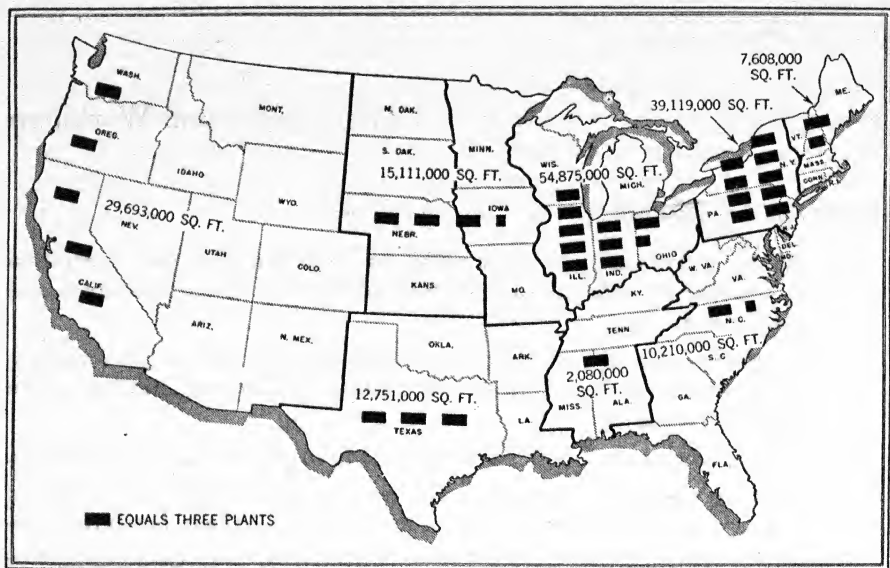 7,608,000
SQ. FT.
39,119,000 SQ. FT.
WASH.
MONT.
N. DAK.
MINN.
ME.
VT.
OREG.
IDAHO
S. DAK.
WIS.
MICH.
N.Y.
MASS.
CONN.
R.I.
15,111,000 SQ. FT.
54,875,000 SQ. FT.
WYO.
IOWA
PA.
29,693,000 SQ. FT.
NEV.
NEBR.
N.J.
UTAH
COLO.
ILL.
IND.
OHIO
DEL.
MD.
CALIF.
KANS.
MO.
W. VA.
VA.
KY.
ARIZ.
N. MEX.
OKLA.
ARK.
TENN.
N. C.
10,210,000 SQ. FT.
S. C.
2,080,000
SQ. FT.
12,751,000 SQ. FT.
MISS.
ALA.
GA.
TEXAS
LA.
FLA.
EQUALS THREE PLANTS